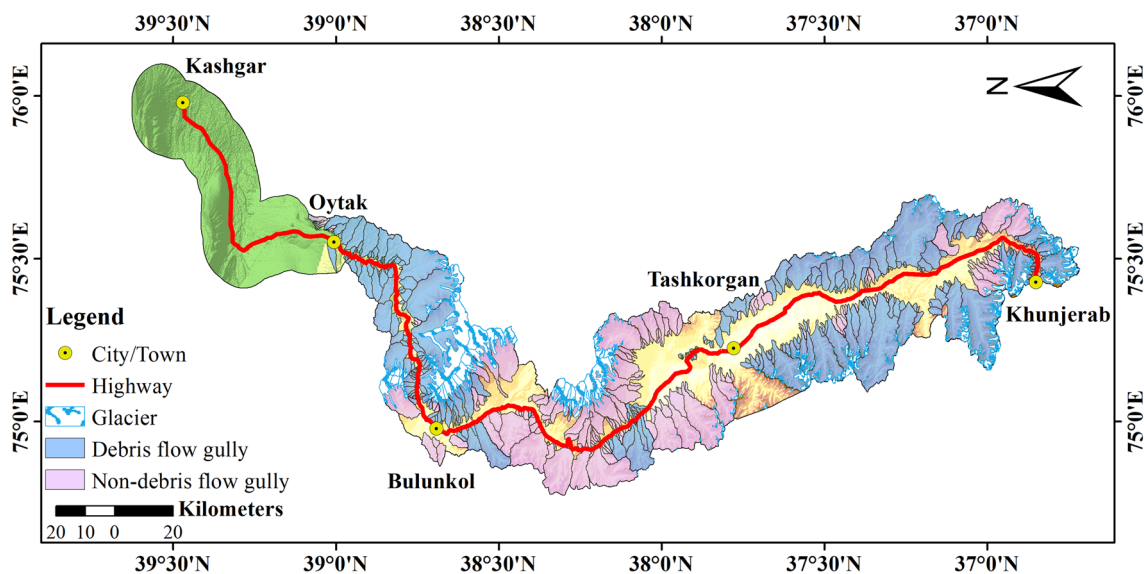 39°30'N 39°0'N 38°30'N 38°0'N 37°30'N 37°0'N
76°0'E
75°30'E
75°0'E
Kashgar
N
Oytak
Tashkorgan
Khunjerab
Bulunkol
Legend
City/Town
Highway
Glacier
Debris flow gully
Non-debris flow gully
Kilometers
20 10 0 20
76°0'E
75°30'E
75°0'E
39°30'N 39°0'N 38°30'N 38°0'N 37°30'N 37°0'N